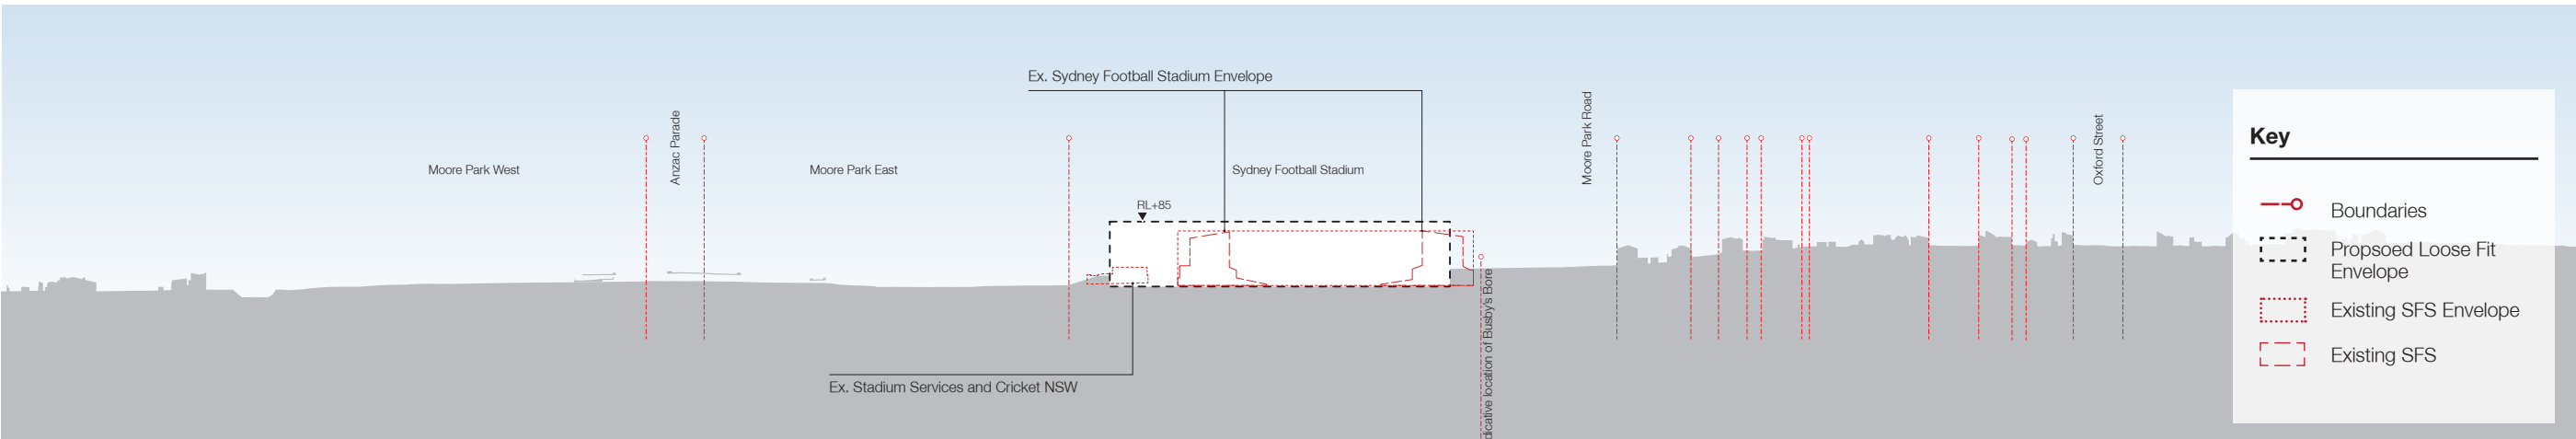 Ex. Sydney Football Stadium Envelope
Moore Park West
Anzac Parade
Moore Park East
Sydney Football Stadium
RL+85
Moore Park Road
Oxford Street
Ex. Stadium Services and Cricket NSW
dicative location of Busby's Bore
Key
Boundaries
Propsoed Loose Fit
Envelope
Existing SFS Envelope
Existing SFS